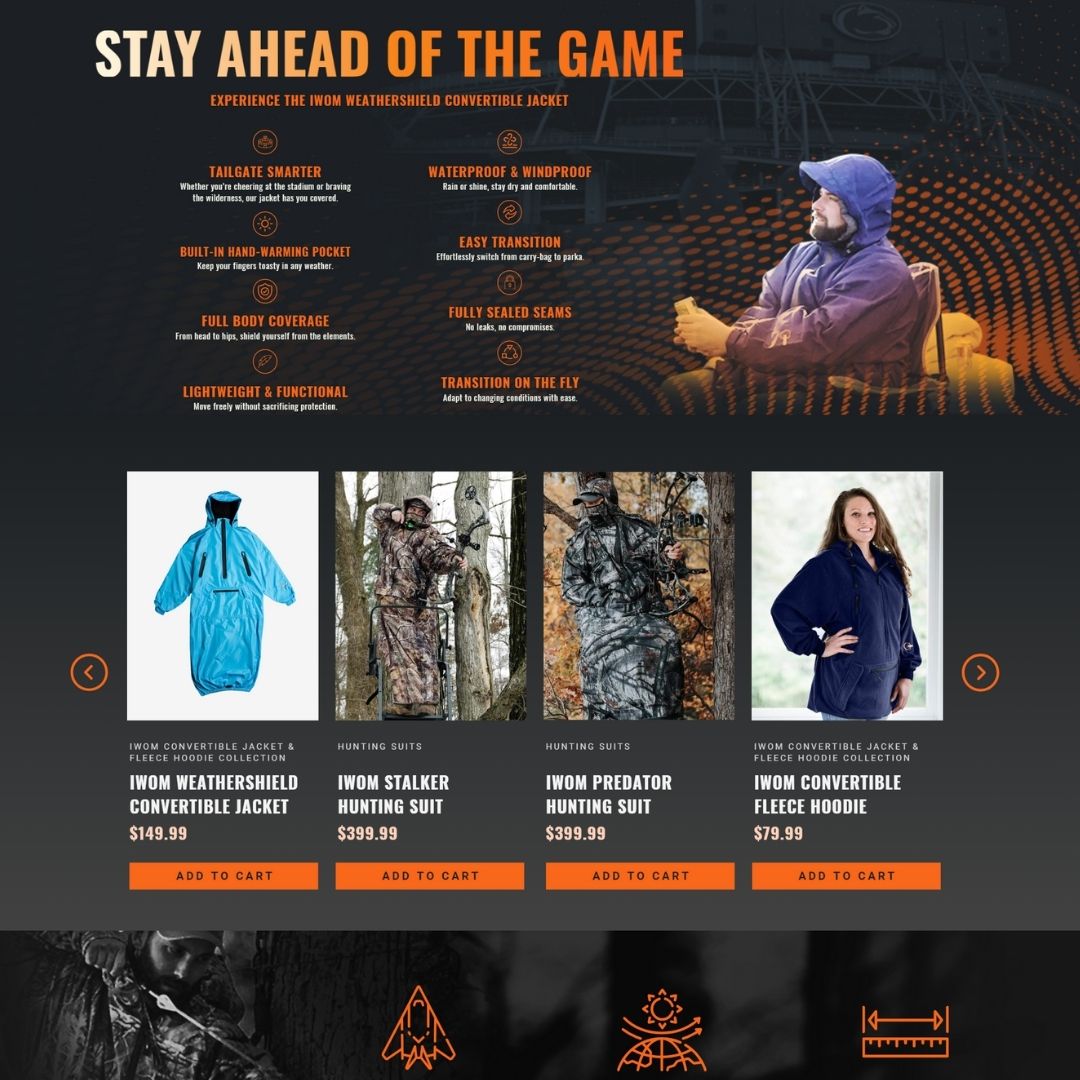 STAY AHEAD OF THE GAME
EXPERIENCE THE IWOM WEATHERSHIELD CONVERTIBLE JACKET
TAILGATE SMARTER
Whether you're cheering at the stadium or braving
the wilderness, our jacket has you covered.
BUILT-IN HAND-WARMING POCKET
Keep your fingers toasty in any weather.
FULL BODY COVERAGE
From head to hips, shield yourself from the elements.
LIGHTWEIGHT & FUNCTIONAL
Move freely without sacrificing protection.
WATERPROOF & WINDPROOF
Rain or shine, stay dry and comfortable.
EASY TRANSITION
Effortlessly switch from carry-bag to parka.
FULLY SEALED SEAMS
No leaks, no compromises.
TRANSITION ON THE FLY
Adapt to changing conditions with ease.
IWOM CONVERTIBLE JACKET &
FLEECE HOODIE COLLECTION
IWOM WEATHERSHIELD
CONVERTIBLE JACKET
$149.99
ADD TO CART
HUNTING SUITS
IWOM STALKER
HUNTING SUIT
$399.99
ADD TO CART
HUNTING SUITS
IWOM PREDATOR
HUNTING SUIT
$399.99
ADD TO CART
IWOM CONVERTIBLE JACKET &
FLEECE HOODIE COLLECTION
IWOM CONVERTIBLE
FLEECE HOODIE
$79.99
ADD TO CART